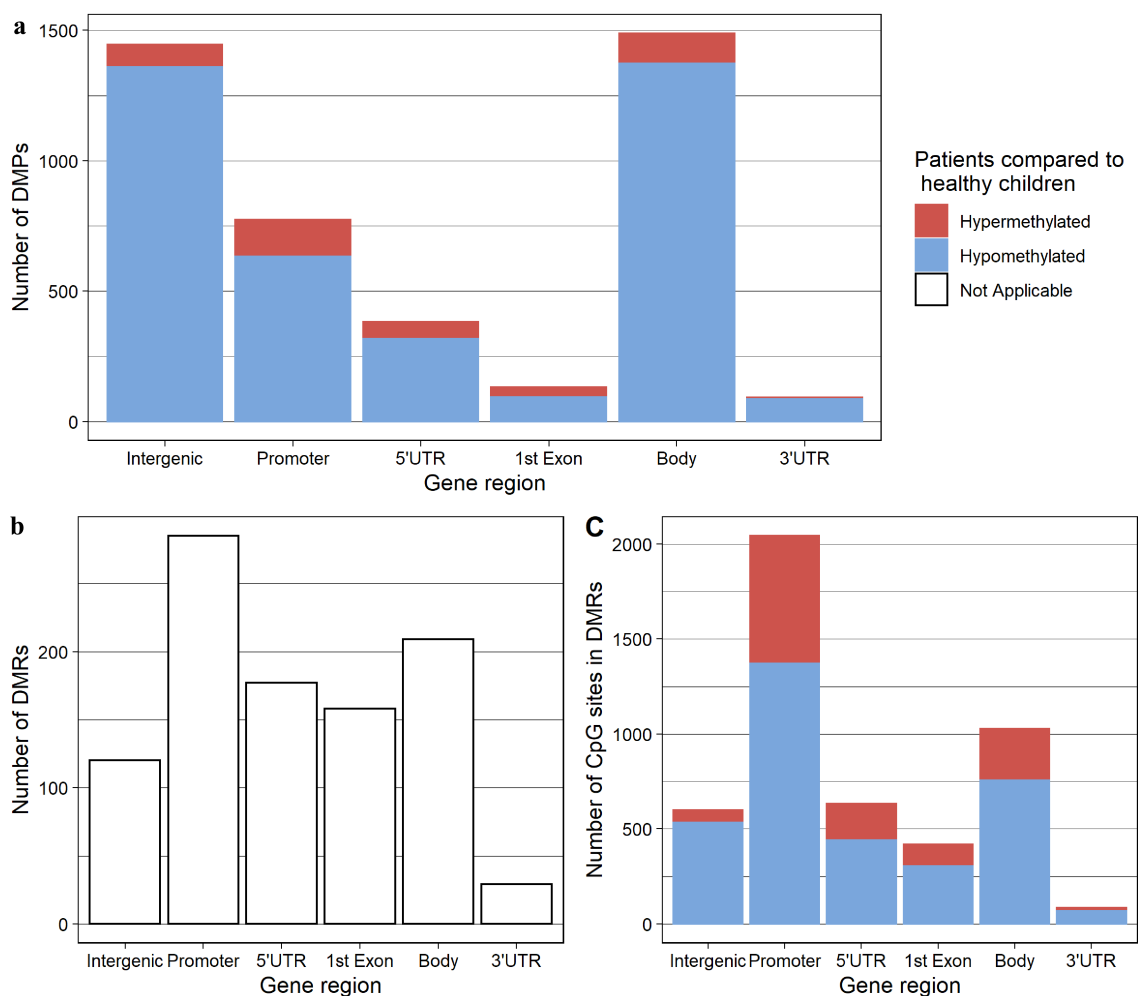 a
Number of DMPs
1500
1000
500
0
Intergenic Promoter 5'UTR 1st Exon Body 3'UTR
Gene region
Patients compared to
healthy children
Hypermethylated
Hypomethylated
Not Applicable
b
Number of DMRs
200
100
0
Intergenic Promoter 5'UTR 1st Exon Body 3'UTR
Gene region
C
Number of CpG sites in DMRs
2000
1500
1000
500
0
Intergenic Promoter 5'UTR 1st Exon Body 3'UTR
Gene region